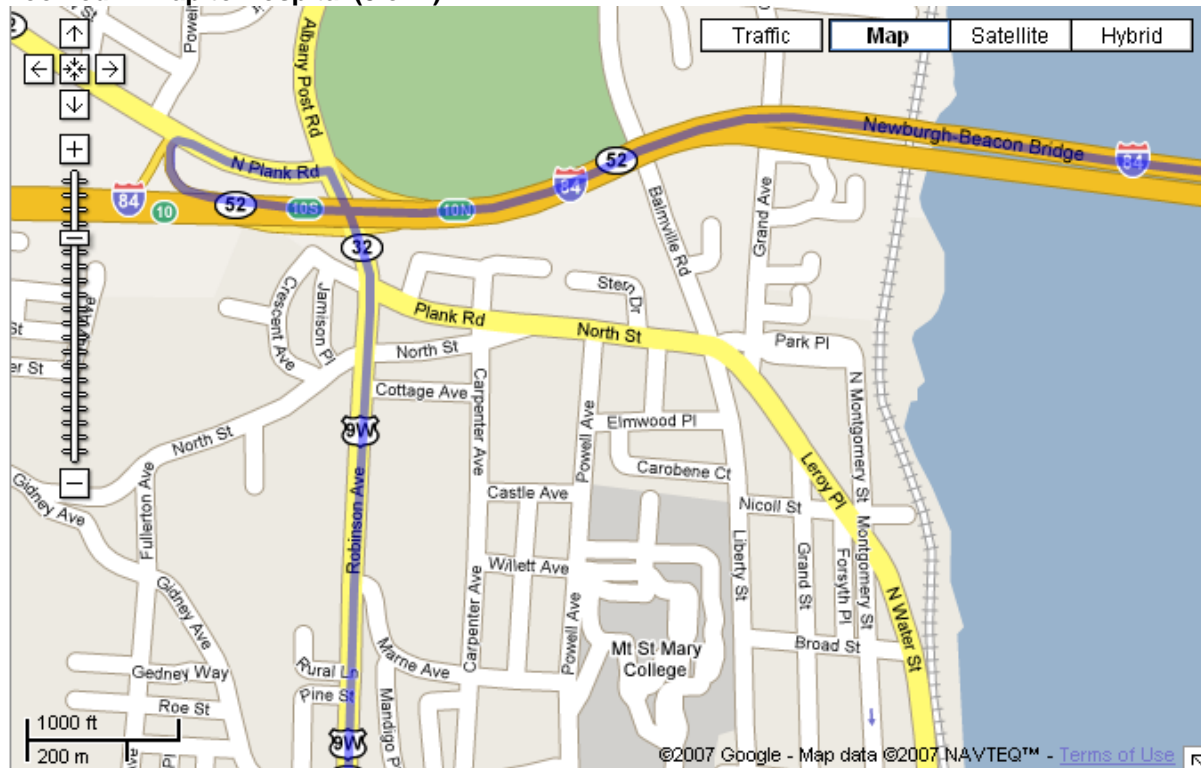 Powel
Albany Post Rd
Traffic
Map
Satellite
Hybrid
N Plank Rd
Newburgh-Beacon Bridge
84
52
84
84
10
52
10S
10N
32
Balmville Rd
Grand Ave
Crescent Ave
Jamison Pl
Stern Dr
Plank Rd
North St
North St
Park Pl
Cottage Ave
Carpenter Ave
N Montgomery St
9W
Elmwood Pl
Powell Ave
North St
Carobene Ct
Leroy Pl
Gidney Ave
Fullerton Ave
Castle Ave
Nicoll St
Robinson Ave
Liberty St
Grand St
Forsyth Pl
Montgomery St
Willett Ave
Gidney Ave
Carpenter Ave
Powell Ave
N Water St
Mt St Mary
College
Broad St
Marne Ave
Gedney Way
Rural Ln
Pine St
Roe St
Mandigo P
1000 ft
200 m
9W
©2007 Google - Map data ©2007 NAVTEQ™ - Terms of Use